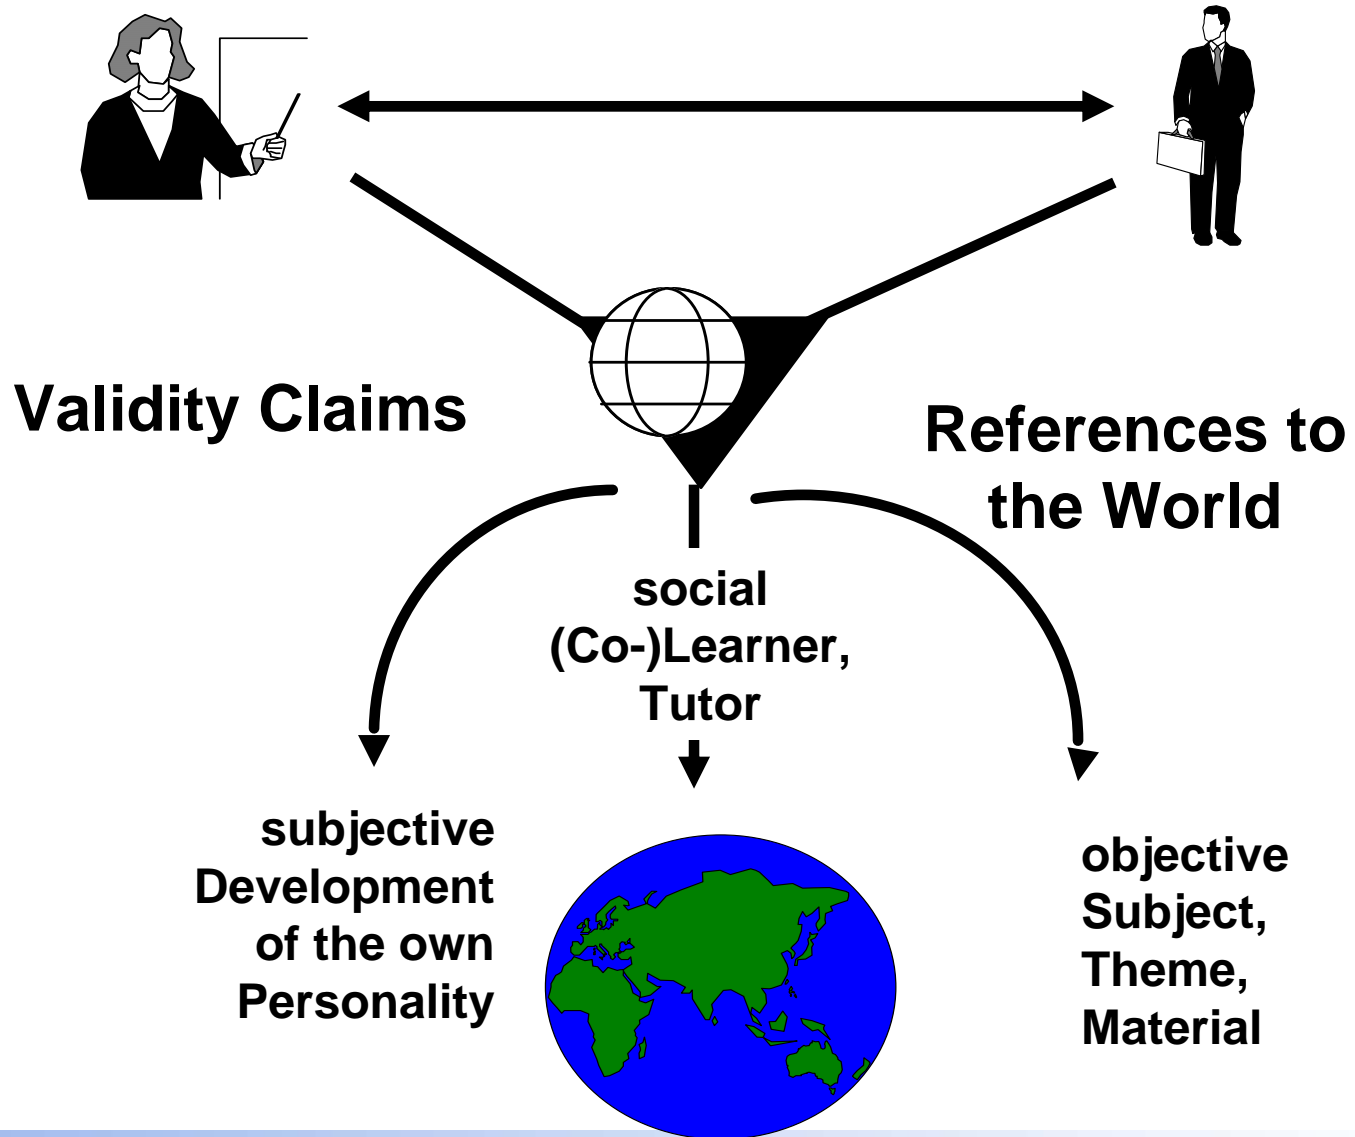 Validity Claims
References to
the World
social
(Co-)Learner,
Tutor
subjective
Development
of the own
Personality
objective
Subject,
Theme,
Material